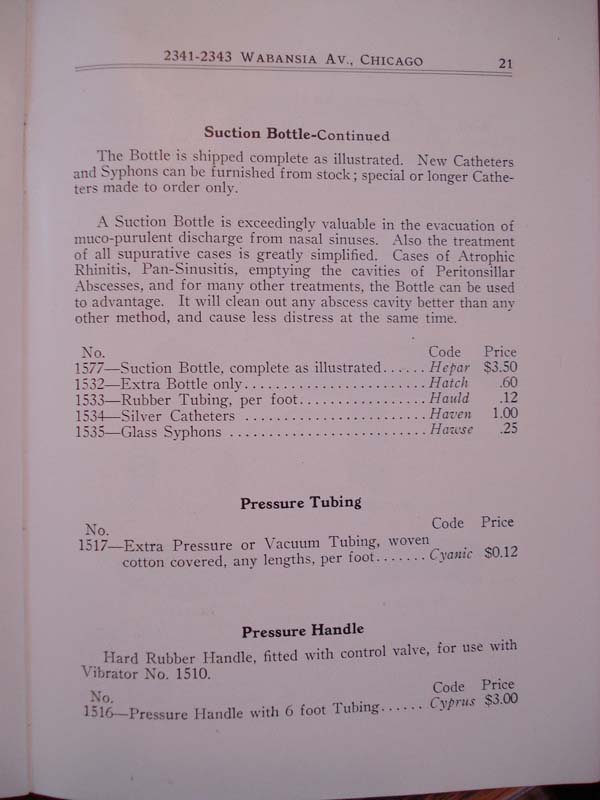 2341-2343 WABANSIA AV., CHICAGO 21
Suction Bottle-Continued
The Bottle is shipped complete as illustrated. New Catheters
and Syphons can be furnished from stock; special or longer Cathe-
ters made to order only.
A Suction Bottle is exceedingly valuable in the evacuation of
muco-purulent discharge from nasal sinuses. Also the treatment
of all supurative cases is greatly simplified. Cases of Atrophic
Rhinitis, Pan-Sinusitis, emptying the cavities of Peritonsillar
Abscesses, and for many other treatments, the Bottle can be used
to advantage. It will clean out any abscess cavity better than any
other method, and cause less distress at the same time.
No. Code Price
1577—Suction Bottle, complete as illustrated...... Hepar $3.50
1532—Extra Bottle only........................ Hatch .60
1533—Rubber Tubing, per foot................. Hauld .12
1534—Silver Catheters ........................ Haven 1.00
1535—Glass Syphons .......................... Hawse .25
Pressure Tubing
No. Code Price
1517—Extra Pressure or Vacuum Tubing, woven
cotton covered, any lengths, per foot....... Cyanic $0.12
Pressure Handle
Hard Rubber Handle, fitted with control valve, for use with
Vibrator No. 1510.
No. Code Price
1516—Pressure Handle with 6 foot Tubing...... Cyprus $3.00